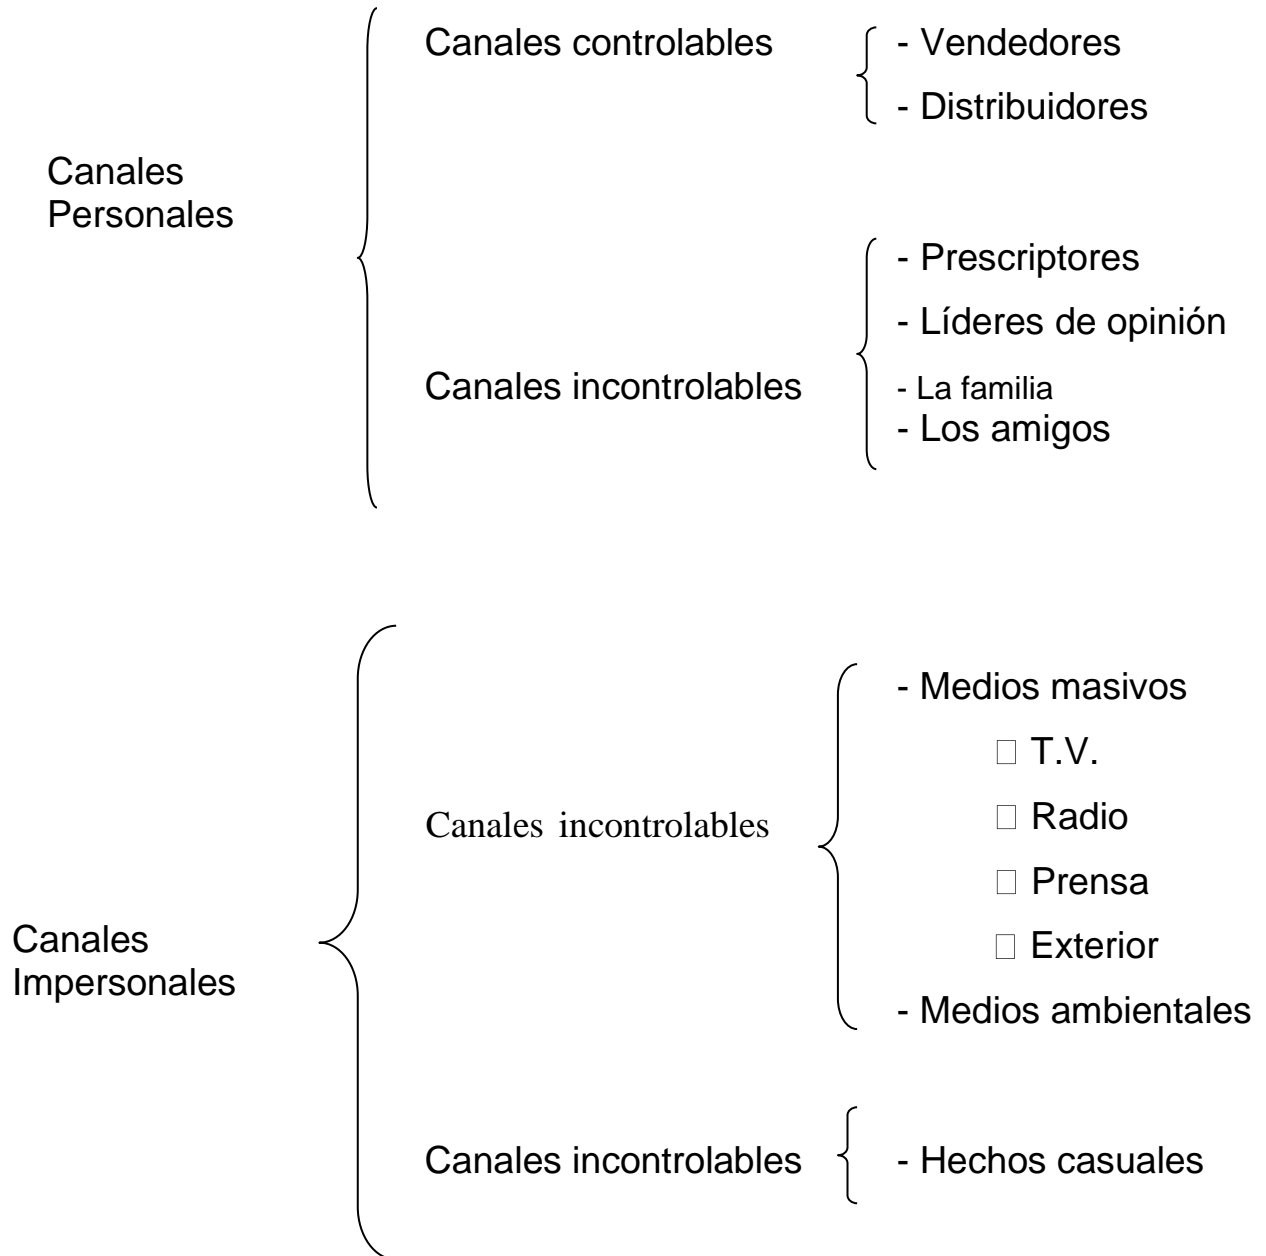 Canales controlables
- Vendedores
- Distribuidores
Canales
Personales
- Prescriptores
- Líderes de opinión
Canales incontrolables
- La familia
- Los amigos
- Medios masivos
□ T.V.
Canales incontrolables
□ Radio
□ Prensa
Canales
Impersonales
□ Exterior
- Medios ambientales
Canales incontrolables
- Hechos casuales